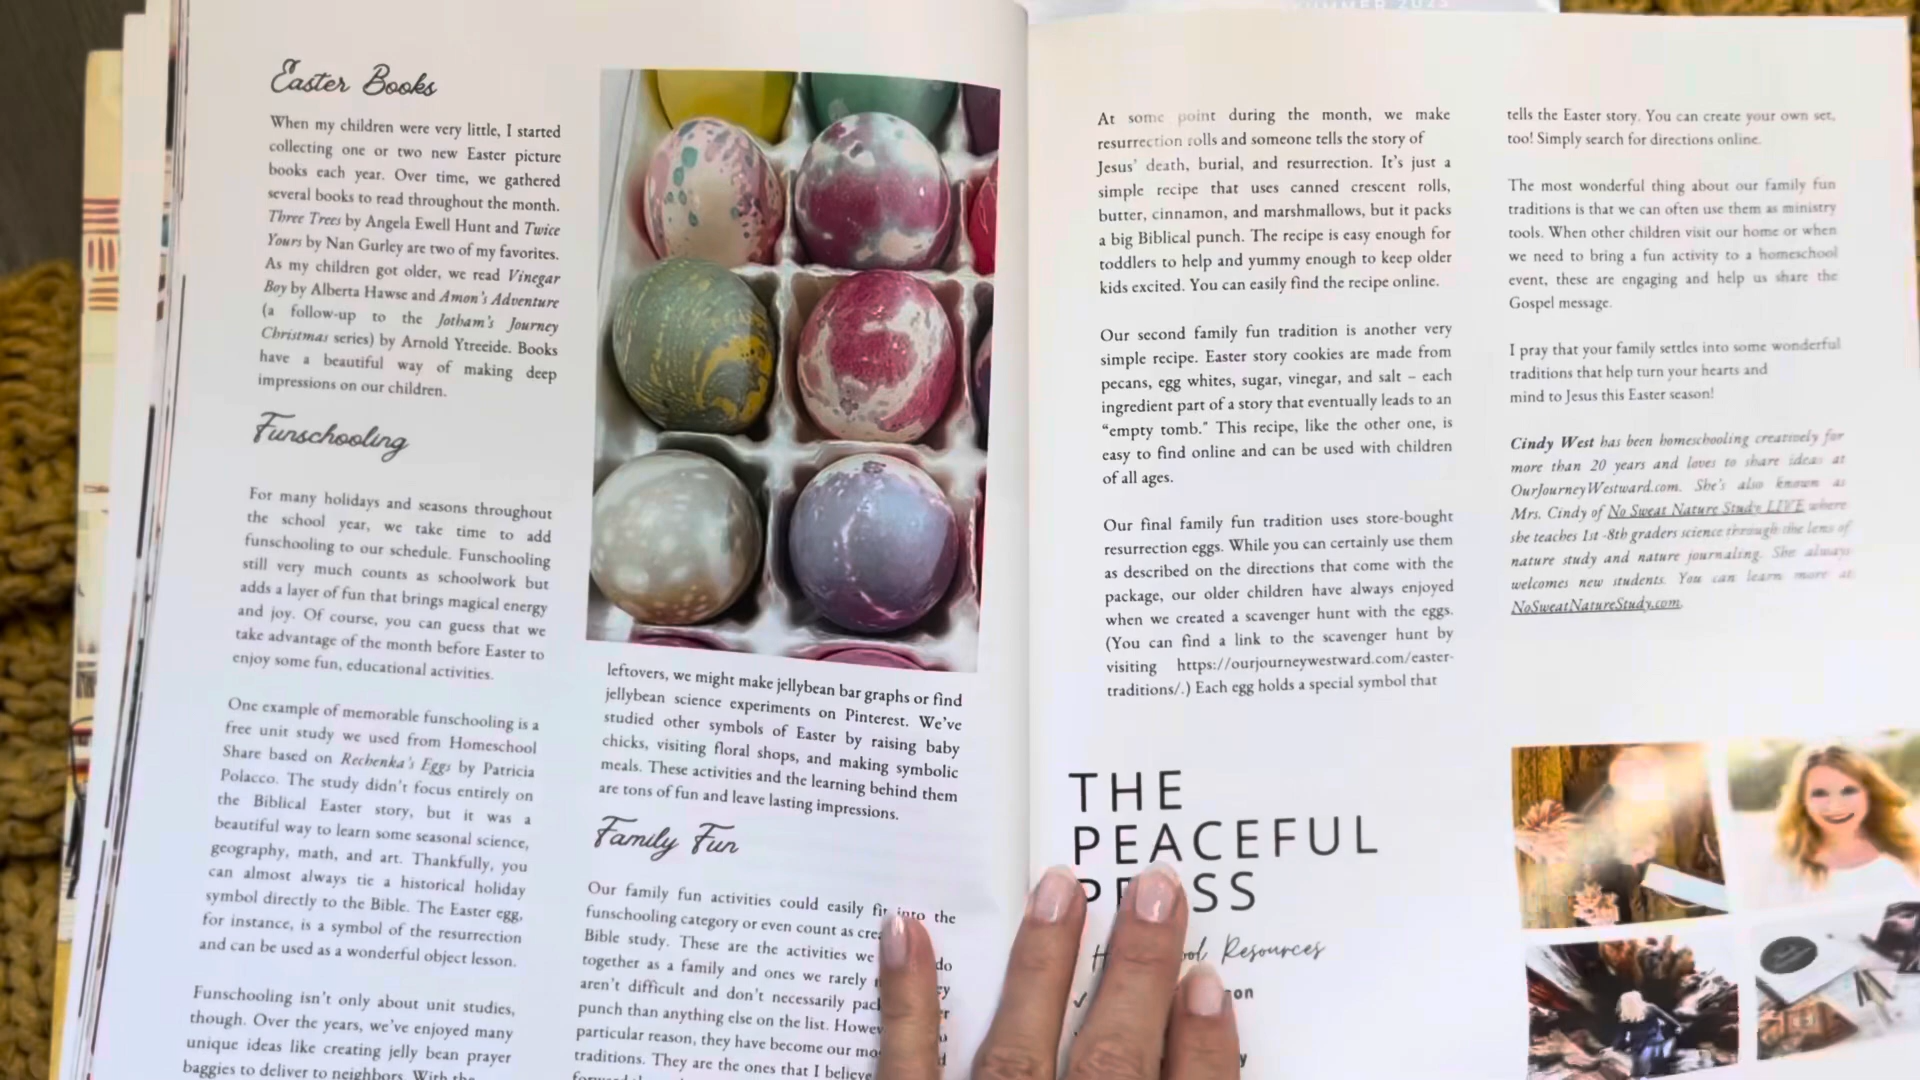 SUMMER 2023
Easter Books
When my children were very little, I started
collecting one or two new Easter picture
books each year. Over time, we gathered
several books to read throughout the month.
Three Trees by Angela Ewell Hunt and Twice
Yours by Nan Gurley are two of my favorites.
As my children got older, we read Vinegar
Boy by Alberta Hawse and Amon's Adventure
(a follow-up to the Jotham's Journey
Christmas series) by Arnold Ytreeide. Books
have a beautiful way of making deep
impressions on our children.
Funschooling
For many holidays and seasons throughout
the school year, we take time to add
funschooling to our schedule. Funschooling
still very much counts as schoolwork but
adds a layer of fun that brings magical energy
and joy. Of course, you can guess that we
take advantage of the month before Easter to
enjoy some fun, educational activities.
One example of memorable funschooling is a
free unit study we used from Homeschool
Share based on Rechenka's Eggs by Patricia
Polacco. The study didn't focus entirely on
the Biblical Easter story, but it was a
beautiful way to learn some seasonal science,
geography, math, and art. Thankfully, you
can almost always tie a historical holiday
symbol directly to the Bible. The Easter egg,
for instance, is a symbol of the resurrection
and can be used as a wonderful object lesson.
Funschooling isn't only about unit studies,
though. Over the years, we've enjoyed many
unique ideas like creating jelly bean prayer
baggies to deliver to neighbors. With the
leftovers, we might make jellybean bar graphs or find
jellybean science experiments on Pinterest. We've
studied other symbols of Easter by raising baby
chicks, visiting floral shops, and making symbolic
meals. These activities and the learning behind them
are tons of fun and leave lasting impressions.
Family Fun
Our family fun activities could easily fit into the
funschooling category or even count as
Bible study. These are the activities we do
together as a family and ones we rarely
aren't difficult and don't necessarily
punch than anything else on the list.
particular reason, they have become our
traditions. They are the ones that I believe
At some point during the month, we make
resurrection rolls and someone tells the story of
Jesus' death, burial, and resurrection. It's just a
simple recipe that uses canned crescent rolls,
butter, cinnamon, and marshmallows, but it packs
a big Biblical punch. The recipe is easy enough for
toddlers to help and yummy enough to keep older
kids excited. You can easily find the recipe online.
Our second family fun tradition is another very
simple recipe. Easter story cookies are made from
pecans, egg whites, sugar, vinegar, and salt – each
ingredient part of a story that eventually leads to an
“empty tomb.” This recipe, like the other one, is
easy to find online and can be used with children
of all ages.
Our final family fun tradition uses store-bought
resurrection eggs. While you can certainly use them
as described on the directions that come with the
package, our older children have always enjoyed
when we created a scavenger hunt with the eggs.
(You can find a link to the scavenger hunt by
visiting https://ourjourneywestward.com/easter-
traditions/.) Each egg holds a special symbol that
tells the Easter story. You can create your own set,
too! Simply search for directions online.
The most wonderful thing about our family fun
traditions is that we can often use them as ministry
tools. When other children visit our home or when
we need to bring a fun activity to a homeschool
event, these are engaging and help us share the
Gospel message.
I pray that your family settles into some wonderful
traditions that help turn your hearts and
mind to Jesus this Easter season!
Cindy West has been homeschooling creatively for
more than 20 years and loves to share ideas at
OurJourneyWestward.com. She's also known as
Mrs. Cindy of No Sweat Nature Study LIVE where
she teaches 1st -8th graders science through the lens of
nature study and nature journaling. She always
welcomes new students. You can learn more at
NoSweatNatureStudy.com.
THE
PEACEFUL
Resources